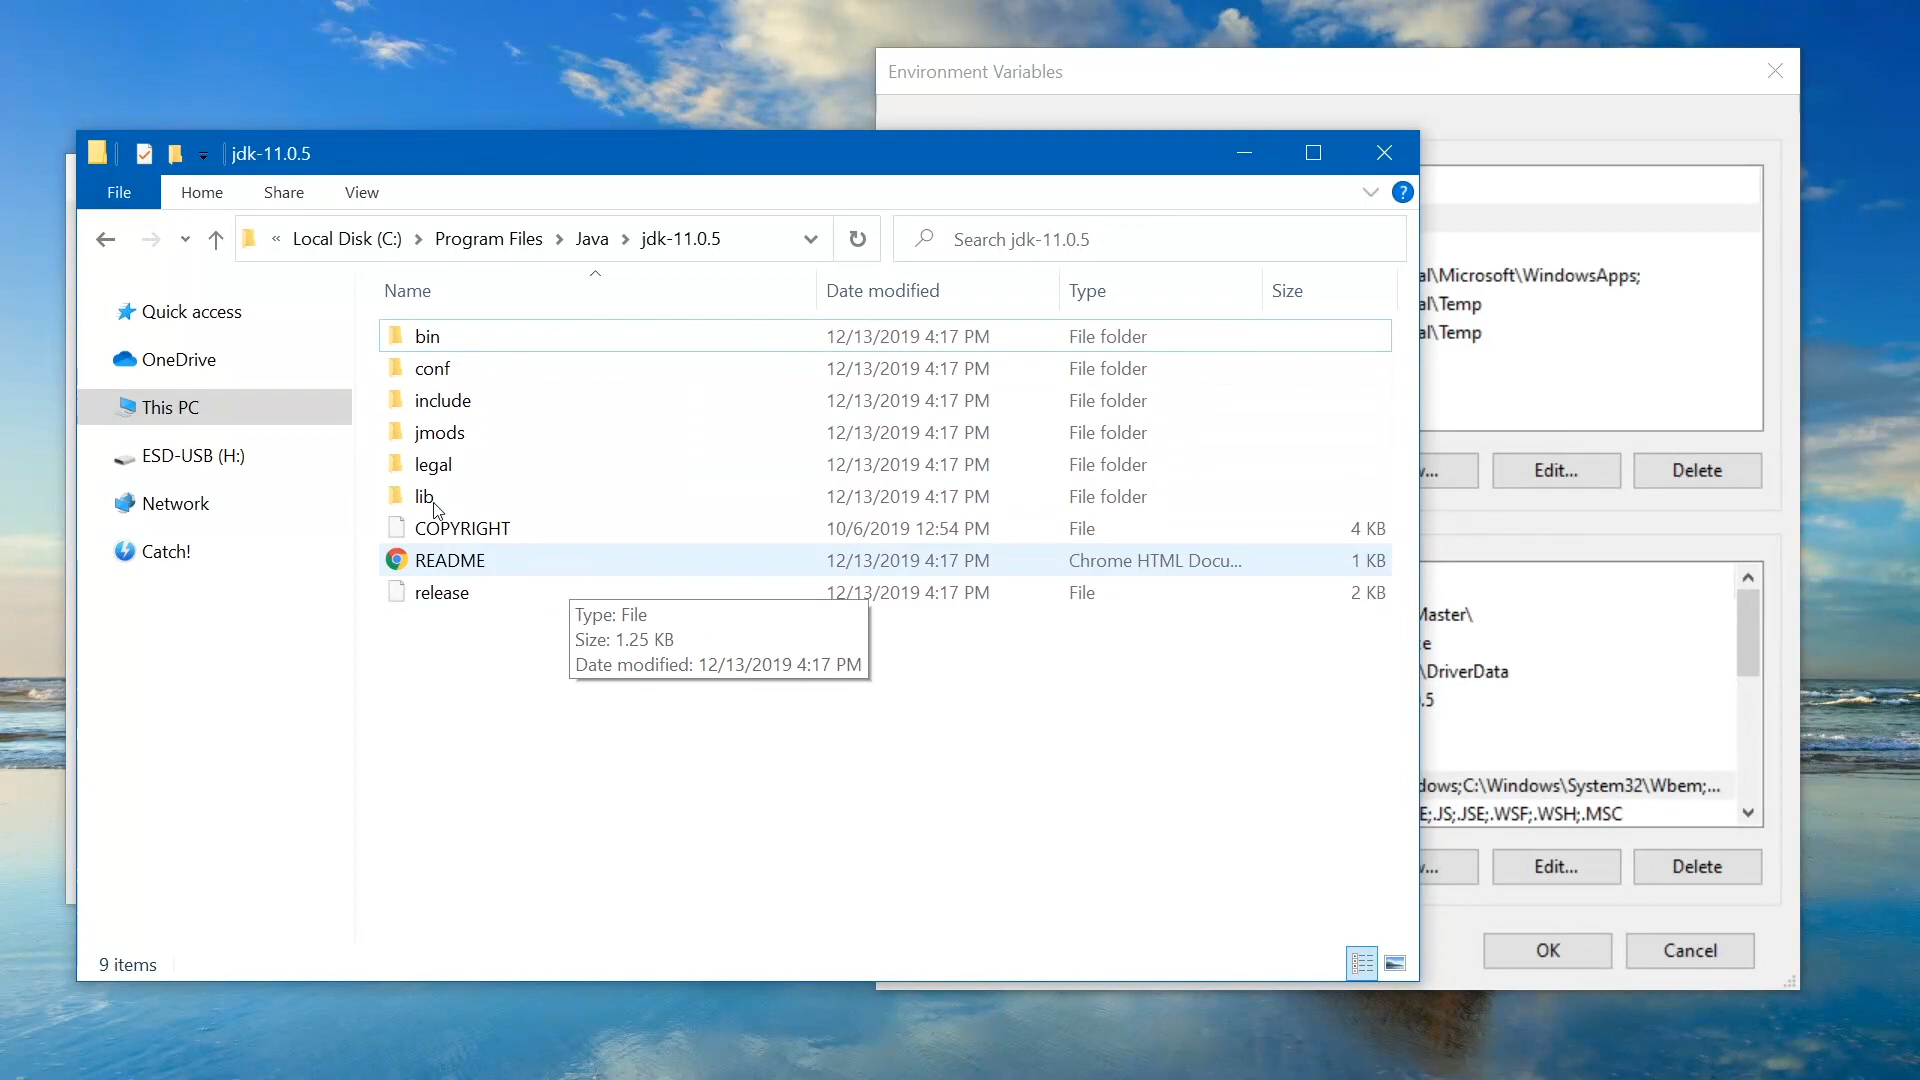 Environment Variables
jdk-11.0.5
File Home Share View
« Local Disk (C:) > Program Files > Java > jdk-11.0.5
Search jdk-11.0.5
Name Date modified Type Size
Quick access
OneDrive
This PC
ESD-USB (H:)
Network
Catch!
bin 12/13/2019 4:17 PM File folder
conf 12/13/2019 4:17 PM File folder
include 12/13/2019 4:17 PM File folder
jmods 12/13/2019 4:17 PM File folder
legal 12/13/2019 4:17 PM File folder
lib 12/13/2019 4:17 PM File folder
COPYRIGHT 10/6/2019 12:54 PM File 4 KB
README 12/13/2019 4:17 PM Chrome HTML Docu... 1 KB
release 12/13/2019 4:17 PM File 2 KB
Type: File
Size: 1.25 KB
Date modified: 12/13/2019 4:17 PM
9 items
al\Microsoft\WindowsApps;
al\Temp
al\Temp
Edit... Delete
Master\
e
\DriverData
.5
dows;C:\Windows\System32\Wbem;...
E;.JS;.JSE;.WSF;.WSH;.MSC
Edit... Delete
OK Cancel